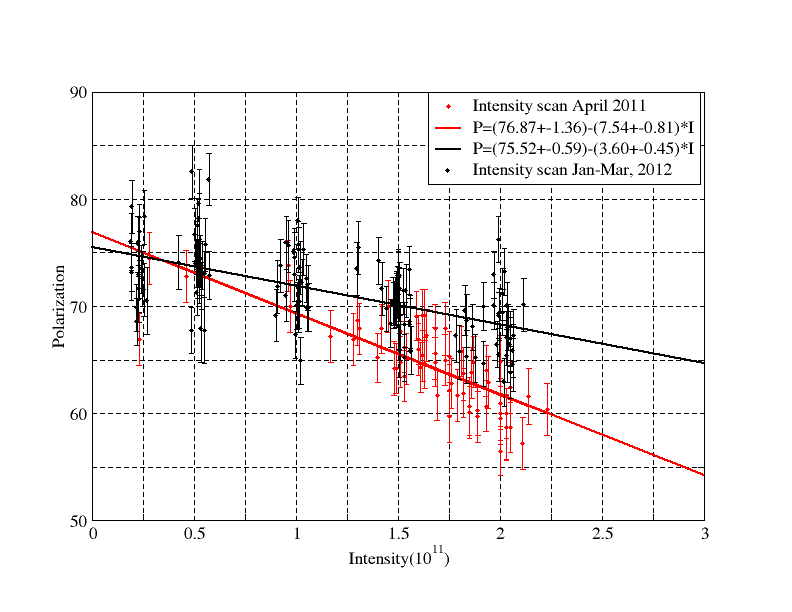 90
80
70
60
50
Polarization
Intensity scan April 2011
P=(76.87+-1.36)-(7.54+-0.81)*I
P=(75.52+-0.59)-(3.60+-0.45)*I
Intensity scan Jan-Mar, 2012
0 0.5 1 1.5 2 2.5 3
Intensity(10^11)